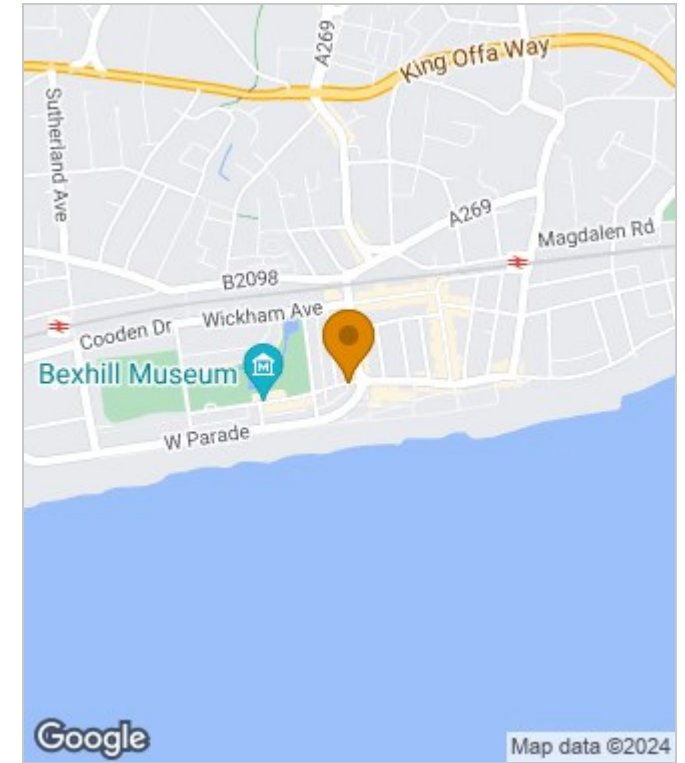 A269
King Offa Way
Sutherland Ave
A269
Magdalen Rd
B2098
Wickham Ave
Cooden Dr
Bexhill Museum
M
W Parade
Google
Map data ©2024